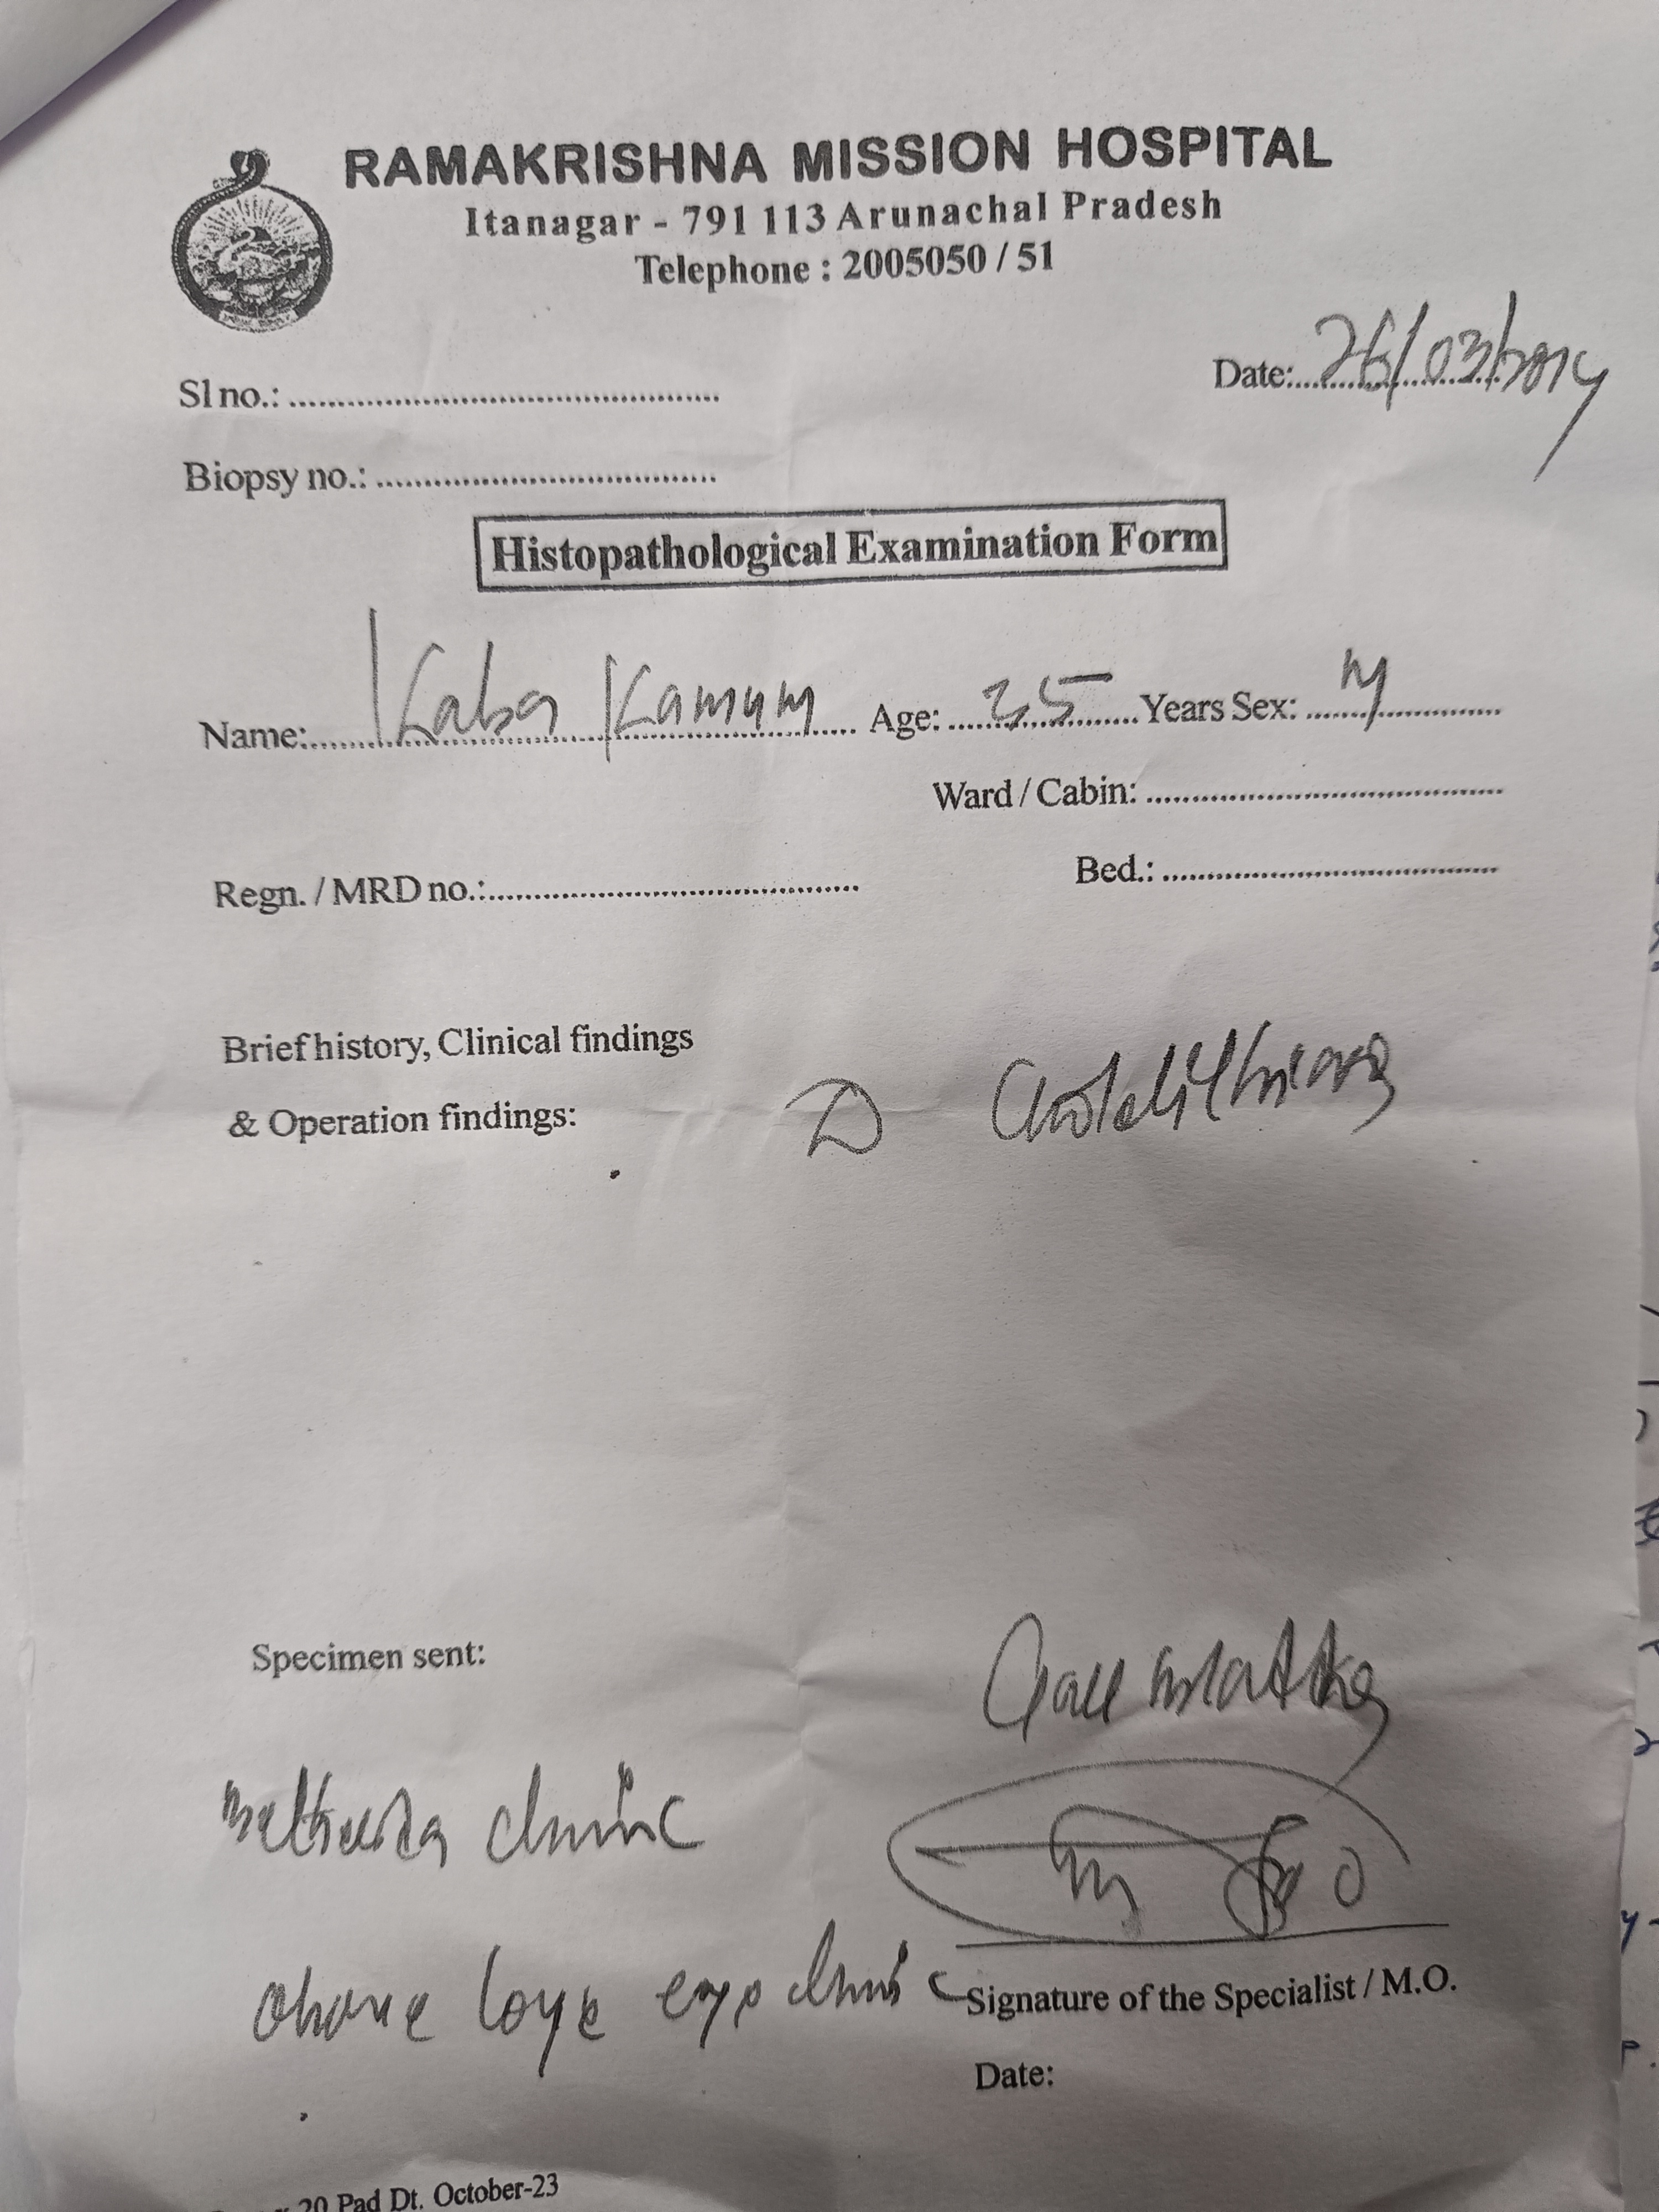 RAMAKRISHNA MISSION HOSPITAL
Itanagar - 791 113 Arunachal Pradesh
Telephone : 2005050 / 51
Date: 26/03/
Sl no.:
Biopsy no.:
Histopathological Examination Form
Name: Kaba Kamum Age: 35 Years Sex: M
Ward / Cabin:
Regn. / MRD no.: Bed.:
Brief history, Clinical findings
& Operation findings: D
Specimen sent: Gall
clinic
above eye clinic
Signature of the Specialist / M.O.
Date:
20 Pad Dt. October-23